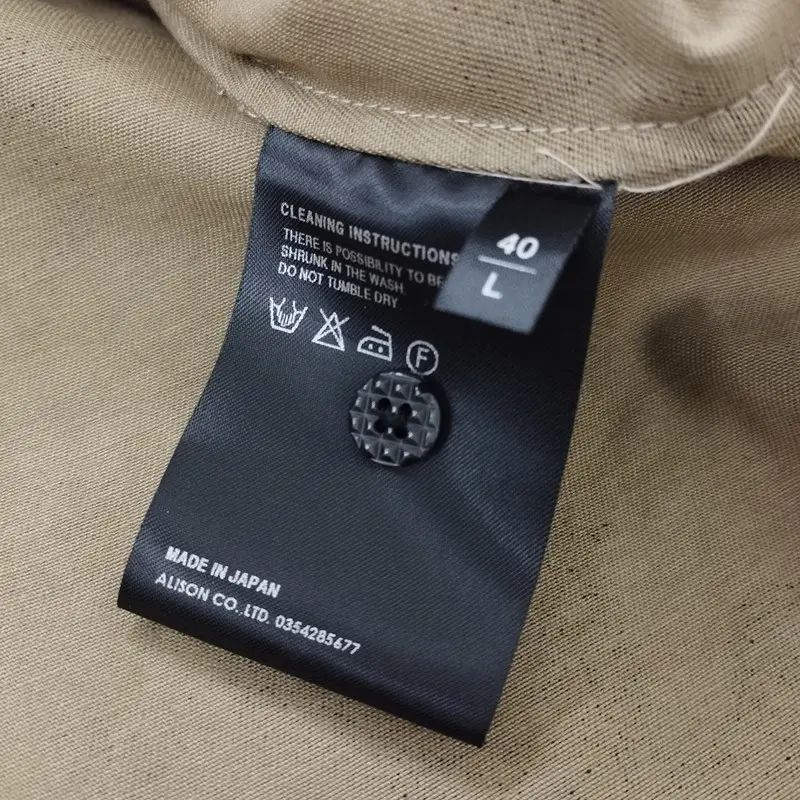 CLEANING INSTRUCTIONS
THERE IS POSSIBILITY TO BE
SHRUNK IN THE WASH
DO NOT TUMBLE DRY
40
L
F
MADE IN JAPAN
ALISON CO.,LTD. 0354285677